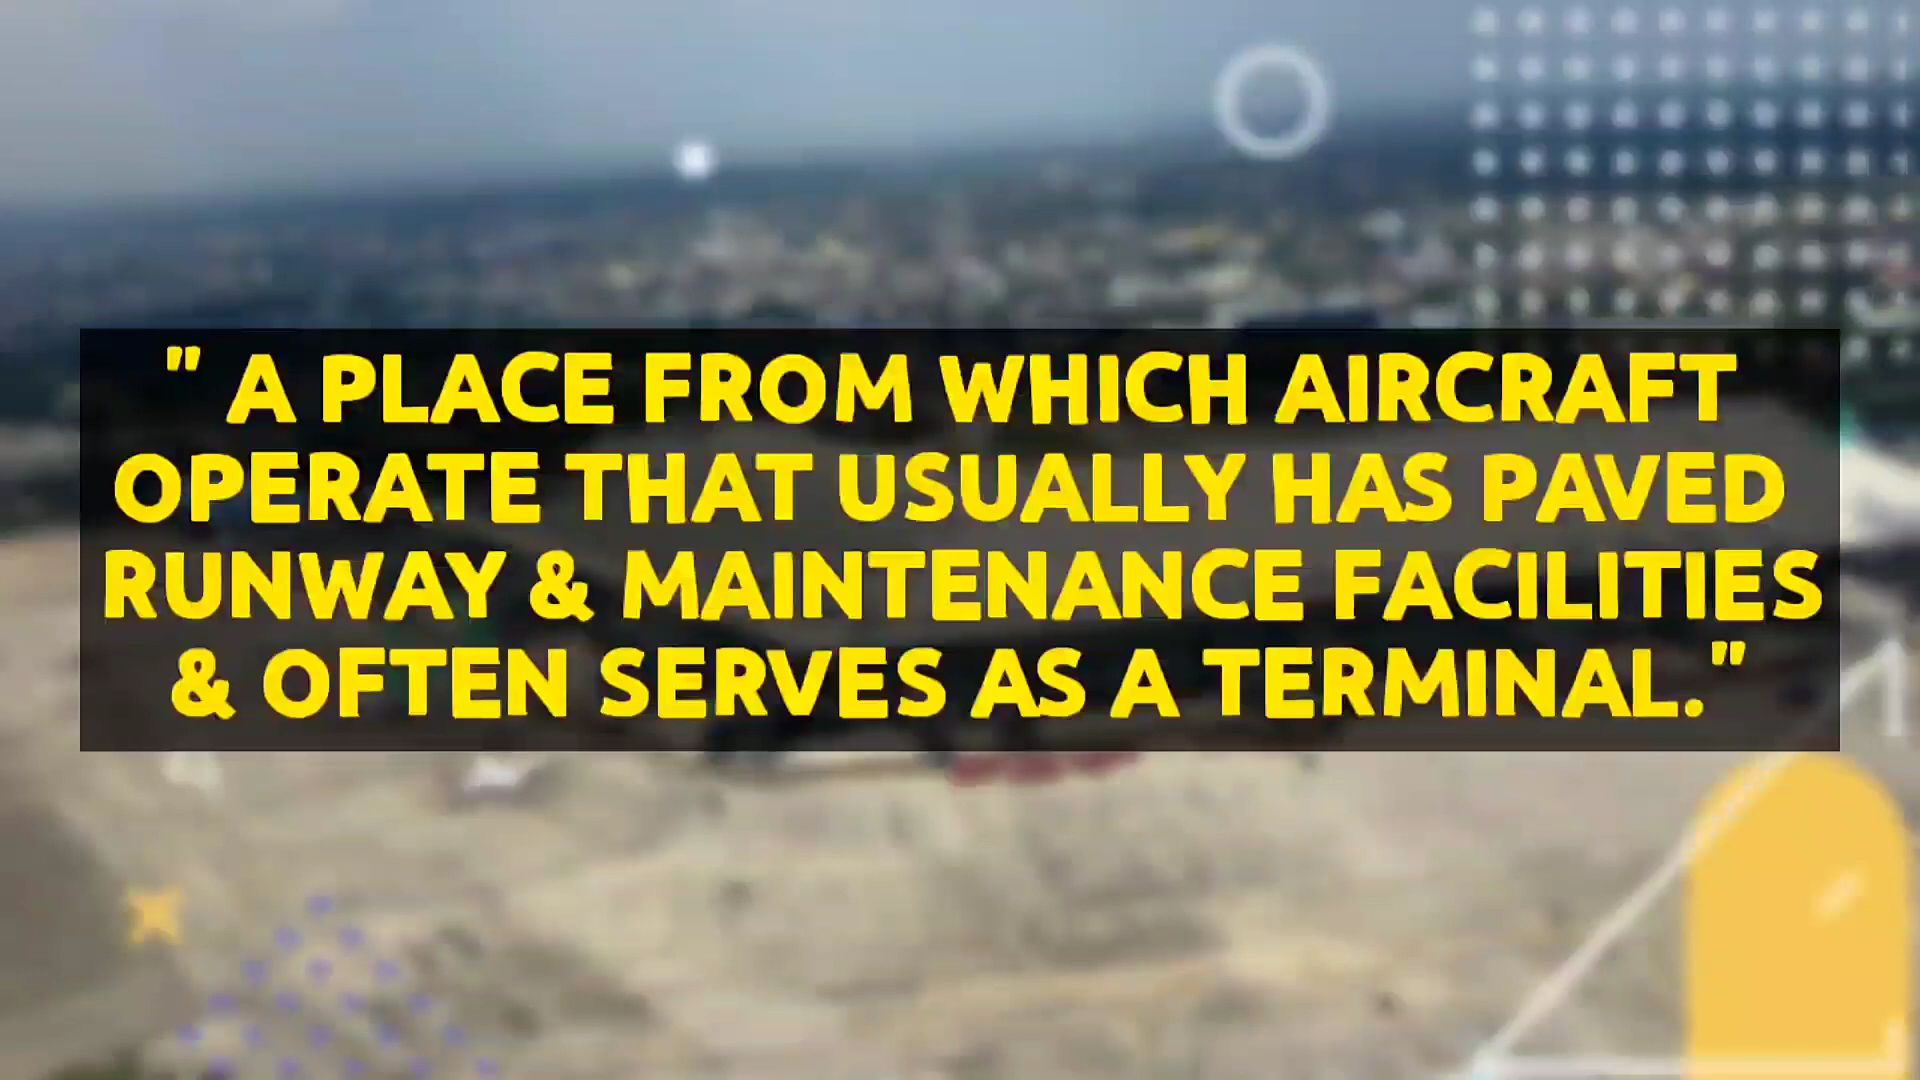 " A PLACE FROM WHICH AIRCRAFT
OPERATE THAT USUALLY HAS PAVED
RUNWAY & MAINTENANCE FACILITIES
& OFTEN SERVES AS A TERMINAL."